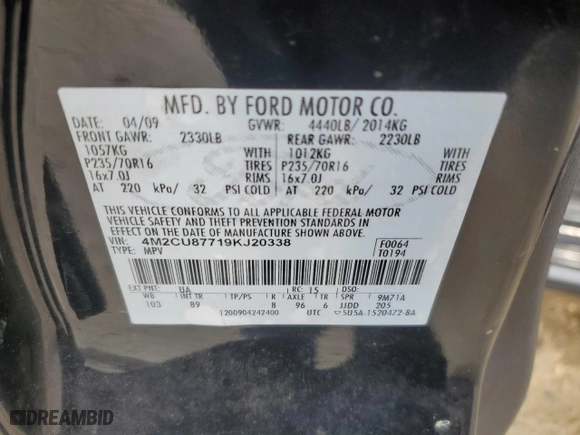 MFD. BY FORD MOTOR CO.
DATE: 04/09 GVWR: 4440LB/ 2014KG
FRONT GAWR: 2330LB REAR GAWR: 2230LB
1057KG WITH 1012KG WITH
P235/70R16 TIRES P235/70R16 TIRES
16x7.0J RIMS 16x7.0J RIMS
AT 220 kPa/ 32 PSI COLD AT 220 kPa/ 32 PSI COLD
THIS VEHICLE CONFORMS TO ALL APPLICABLE FEDERAL MOTOR
VEHICLE SAFETY AND THEFT PREVENTION STANDARDS IN
EFFECT ON THE DATE OF MANUFACTURE SHOWN ABOVE.
VIN: 4M2CU87719KJ20338 F0064
TYPE: MPV T0194
EXT PNT: UA RC: 15 DSO:
WB INT TR TP/PS R AXLE TR SPR 9M71A
103 89 8 96 6 JJDD 205
1200904242400 UTC 5U5A-1520472-BA
DREAMBID